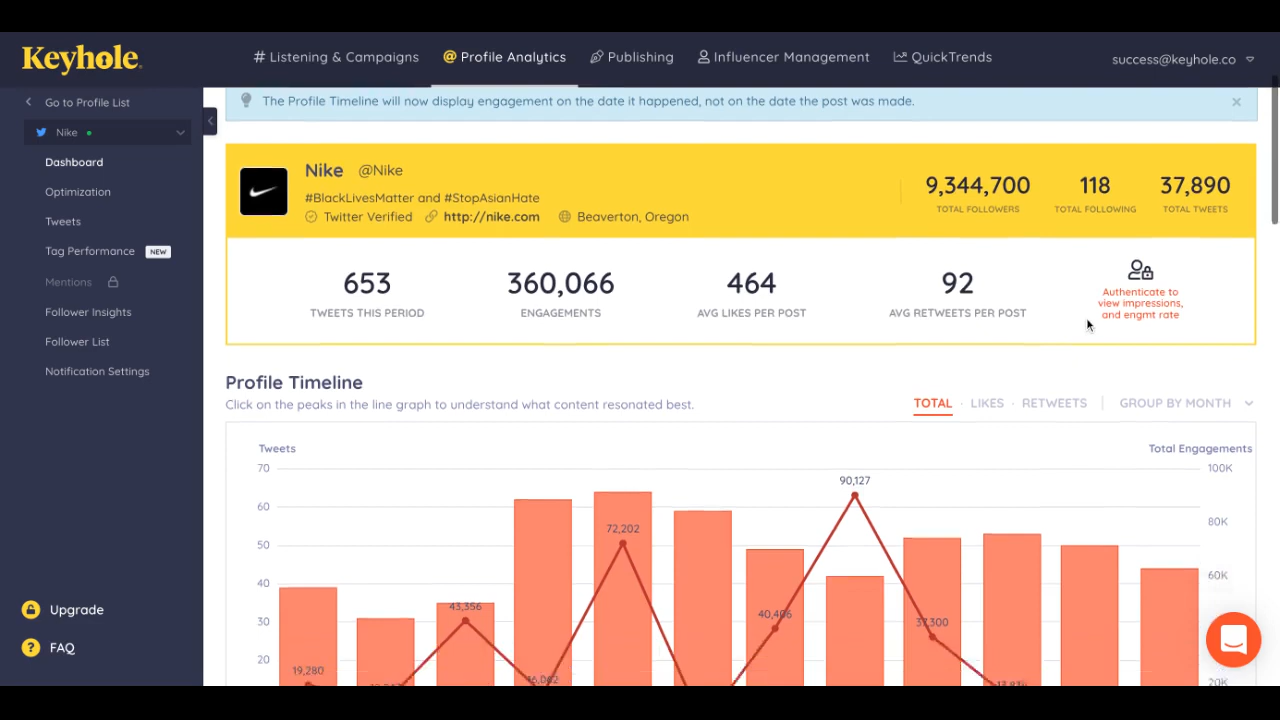 Keyhole
# Listening & Campaigns
@ Profile Analytics
Publishing
Influencer Management
QuickTrends
success@keyhole.co
Go to Profile List
Nike
Dashboard
Optimization
Tweets
Tag Performance NEW
Mentions
Follower Insights
Follower List
Notification Settings
Upgrade
? FAQ
The Profile Timeline will now display engagement on the date it happened, not on the date the post was made.
Nike @Nike
#BlackLivesMatter and #StopAsianHate
Twitter Verified http://nike.com Beaverton, Oregon
9,344,700 118 37,890
TOTAL FOLLOWERS TOTAL FOLLOWING TOTAL TWEETS
653 360,066 464 92
TWEETS THIS PERIOD ENGAGEMENTS AVG LIKES PER POST AVG RETWEETS PER POST
Authenticate to
view impressions,
and engmt rate
Profile Timeline
Click on the peaks in the line graph to understand what content resonated best.
TOTAL · LIKES · RETWEETS GROUP BY MONTH
Tweets Total Engagements
70 100K
60 80K
50
40 60K
30
20
20K
90,127
72,202
43,356
40,406
37,300
19,280
16,062